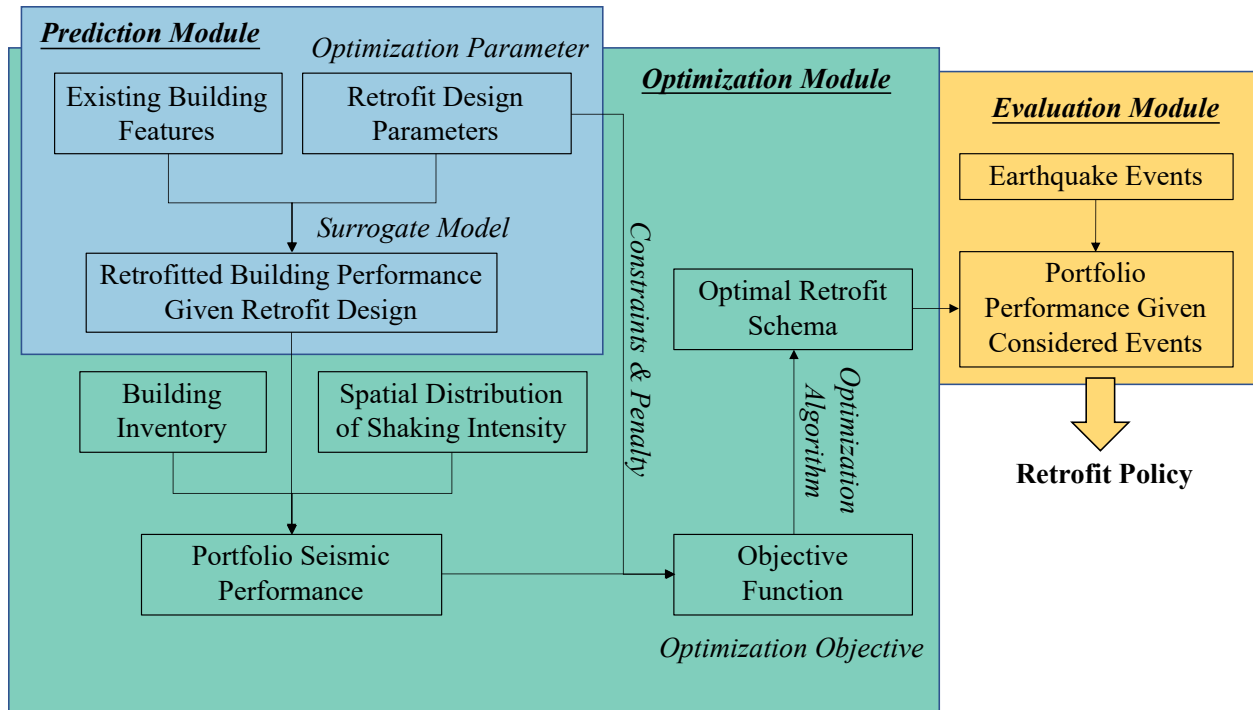 Prediction Module
Optimization Parameter
Existing Building
Features
Retrofit Design
Parameters
Surrogate Model
Retrofitted Building Performance
Given Retrofit Design
Building
Inventory
Spatial Distribution
of Shaking Intensity
Portfolio Seismic
Performance
Constraints & Penalty
Optimization Module
Optimal Retrofit
Schema
Optimization
Algorithm
Objective
Function
Optimization Objective
Evaluation Module
Earthquake Events
Portfolio
Performance Given
Considered Events
Retrofit Policy